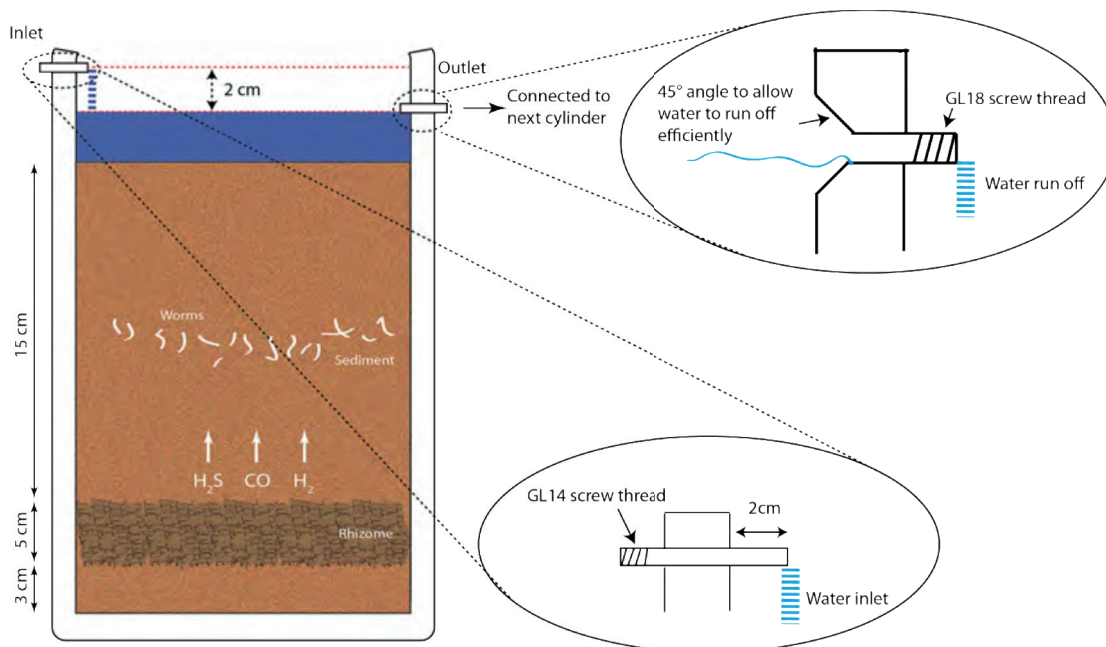 Inlet
Outlet
2 cm
Connected to
next cylinder
15 cm
Worms
Sediment
H₂S
CO
H₂
Rhizome
5 cm
3 cm
45° angle to allow
water to run off
efficiently
GL18 screw thread
Water run off
GL14 screw thread
2cm
Water inlet